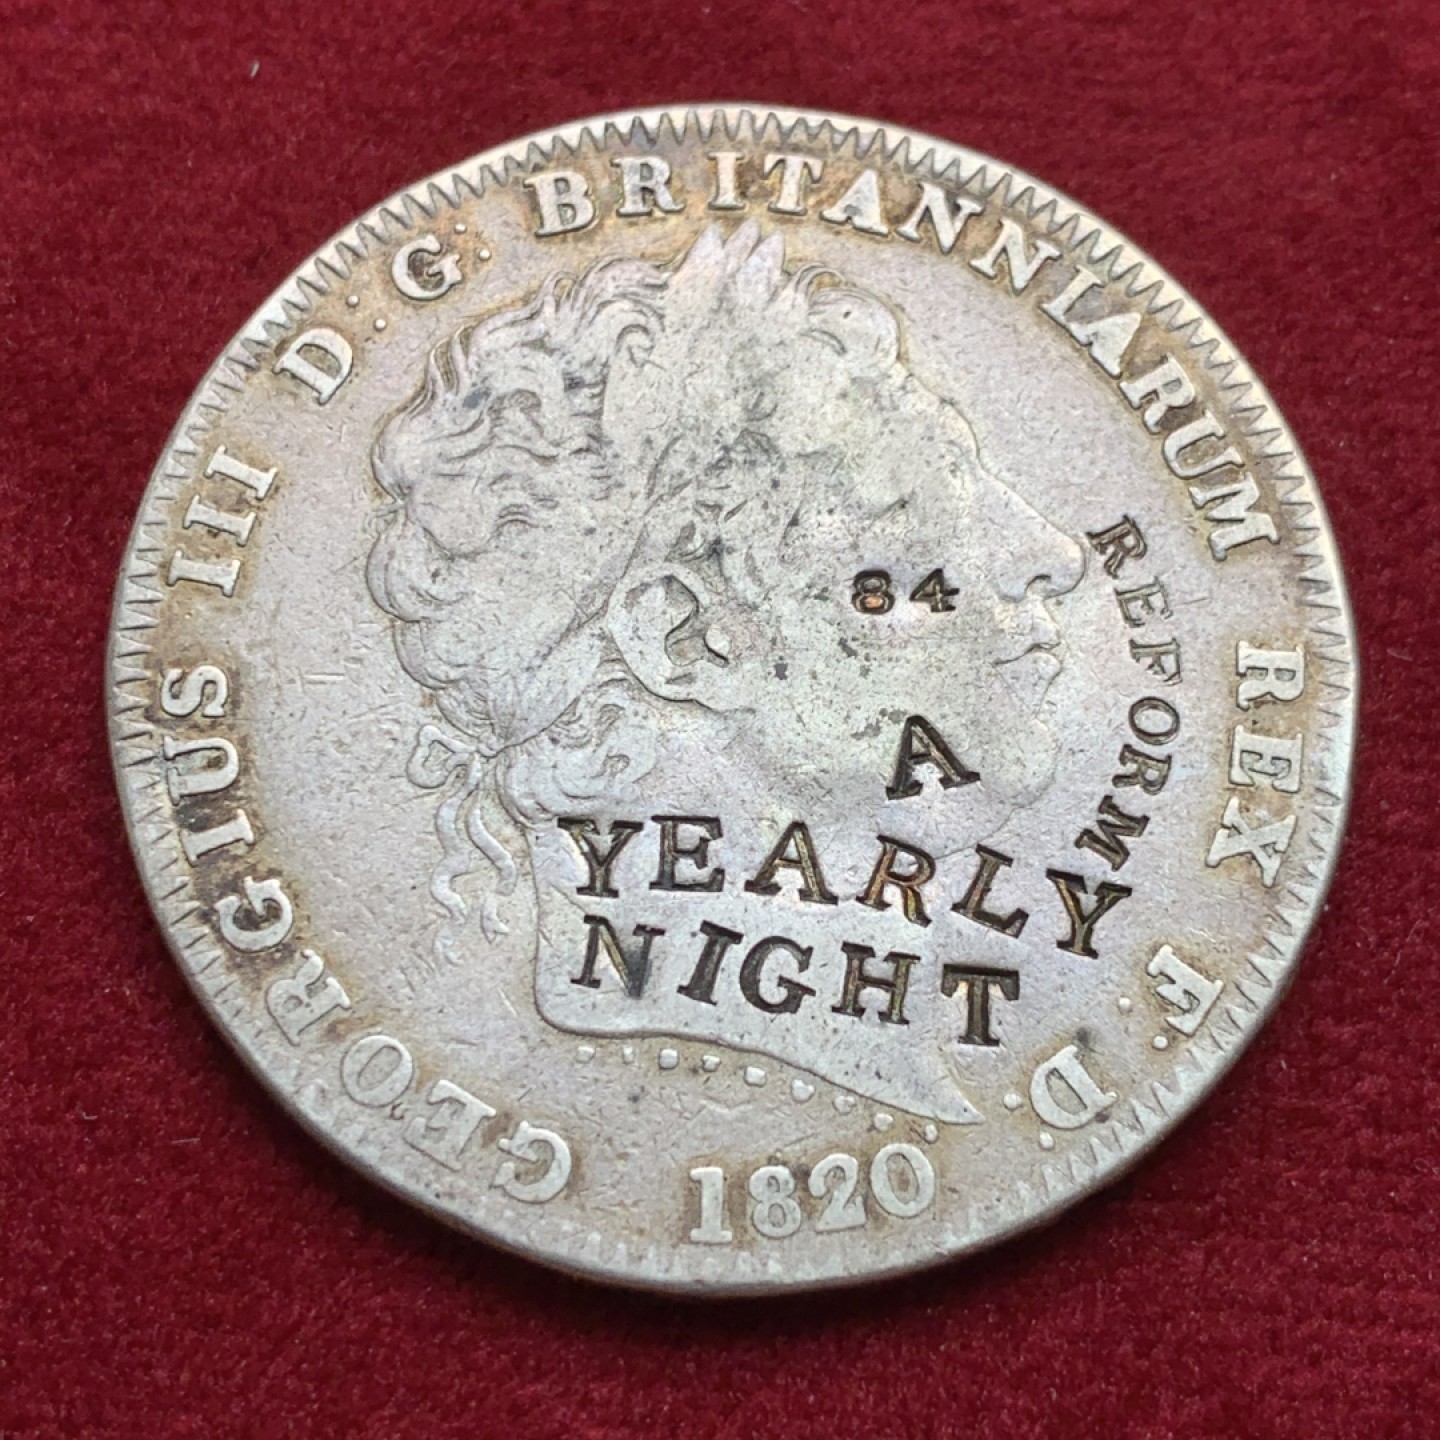 GEORGIUS III D·G· BRITANNIARUM REX F.D.
1820
84
REFORM
A
YEARLY
NIGHT